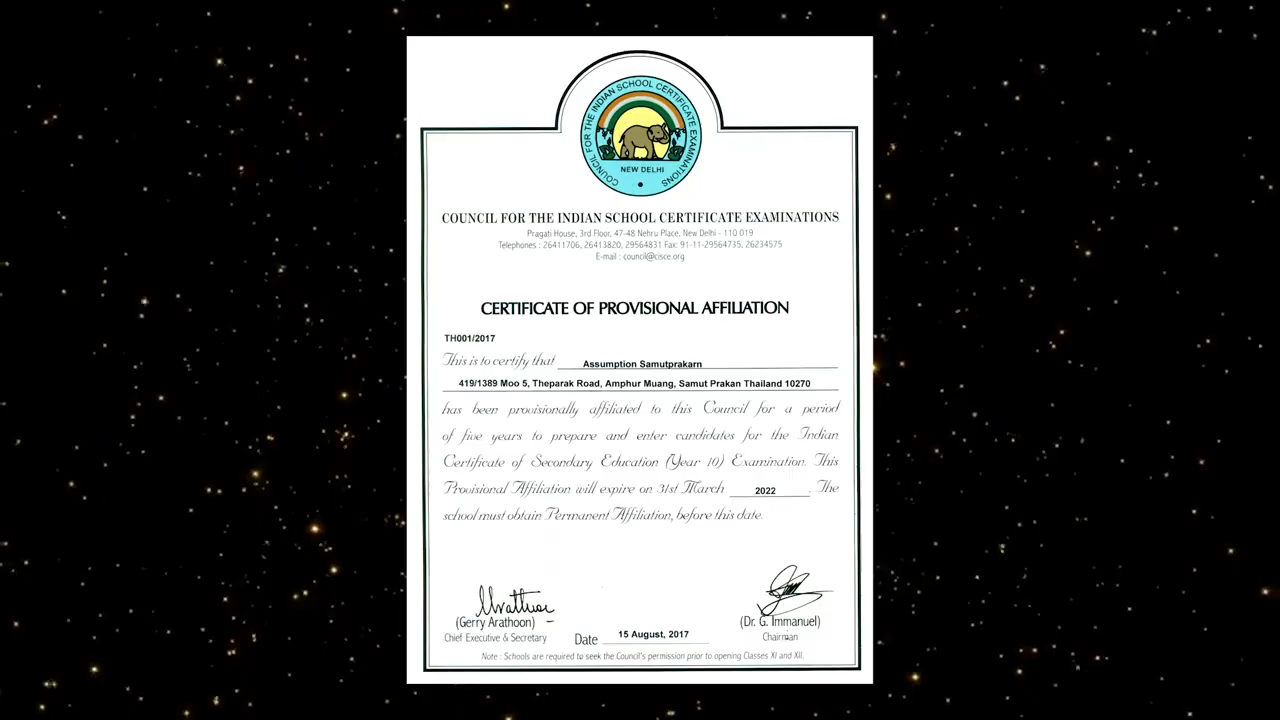 COUNCIL FOR THE INDIAN SCHOOL CERTIFICATE EXAMINATIONS
NEW DELHI
COUNCIL FOR THE INDIAN SCHOOL CERTIFICATE EXAMINATIONS
Pragati House, 3rd Floor, 47-48 Nehru Place, New Delhi - 110 019
Telephones : 26411706, 26413820, 29564831 Fax: 91-11-29564735, 26234575
E-mail : council@cisce.org
CERTIFICATE OF PROVISIONAL AFFILIATION
TH001/2017
This is to certify that Assumption Samutprakarn
419/1389 Moo 5, Theparak Road, Amphur Muang, Samut Prakan Thailand 10270
has been provisionally affiliated to this Council for a period
of five years to prepare and enter candidates for the Indian
Certificate of Secondary Education (Year 10) Examination. This
Provisional Affiliation will expire on 31st March 2022. The
school must obtain Permanent Affiliation, before this date.
(Gerry Arathoon) (Dr. G. Immanuel)
Chief Executive & Secretary Date 15 August, 2017 Chairman
Note : Schools are required to seek the Council's permission prior to opening Classes XI and XII.